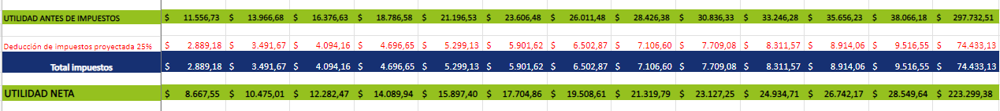 UTILIDAD ANTES DE IMPUESTOS $ 11.556,73 $ 13.966,68 $ 16.376,63 $ 18.786,58 $ 21.196,53 $ 23.606,48 $ 26.011,48 $ 28.426,38 $ 30.836,33 $ 33.246,28 $ 35.656,23 $ 38.066,18 $ 297.732,51
Deducción de impuestos proyectada 25% $ 2.889,18 $ 3.491,67 $ 4.094,16 $ 4.696,65 $ 5.299,13 $ 5.901,62 $ 6.502,87 $ 7.106,60 $ 7.709,08 $ 8.311,57 $ 8.914,06 $ 9.516,55 $ 74.433,13
Total Impuestos $ 2.889,18 $ 3.491,67 $ 4.094,16 $ 4.696,65 $ 5.299,13 $ 5.901,62 $ 6.502,87 $ 7.106,60 $ 7.709,08 $ 8.311,57 $ 8.914,06 $ 9.516,55 $ 74.433,13
UTILIDAD NETA $ 8.667,55 $ 10.475,01 $ 12.282,47 $ 14.089,94 $ 15.897,40 $ 17.704,86 $ 19.508,61 $ 21.319,79 $ 23.127,25 $ 24.934,71 $ 26.742,17 $ 28.549,64 $ 223.299,38